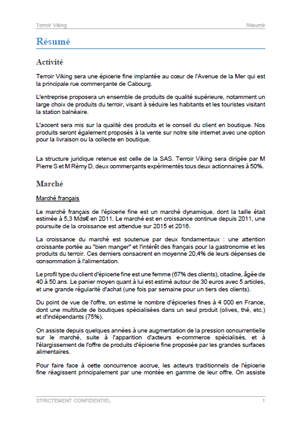 Terroir Viking Résumé
Résumé
Activité
Terroir Viking sera une épicerie fine implantée au cœur de l'Avenue de la Mer qui est
la principale rue commerçante de Cabourg.
L'entreprise proposera un ensemble de produits de qualité supérieure, notamment un
large choix de produits du terroir, visant à séduire les habitants et les touristes visitant
la station balnéaire.
L'accent sera mis sur la qualité des produits et le conseil du client en boutique. Nos
produits seront également proposés à la vente sur notre site internet avec une option
pour la livraison ou la collecte en boutique.
La structure juridique retenue est celle de la SAS. Terroir Viking sera dirigée par M
Pierre S et M Rémy D, deux commerçants expérimentés tous deux actionnaires à 50%.
Marché
Marché français
Le marché français de l'épicerie fine est un marché dynamique, dont la taille était
estimée à 5,3 Mds€ en 2011. Le marché est en croissance continue depuis 2011, une
poursuite de la croissance est attendue sur 2015 et 2016.
La croissance du marché est soutenue par deux fondamentaux : une attention
croissante portée au "bien manger" et l'intérêt des français pour la gastronomie et les
produits du terroir. Ces derniers consacrent en moyenne 20,4% de leurs dépenses de
consommation à l'alimentation.
Le profil type du client d'épicerie fine est une femme (67% des clients), citadine, âgée de
40 à 50 ans. Le panier moyen quant à lui est estimé autour de 30 euros avec 5 articles,
et une grande régularité d'achat (une fois par semaine pour un tiers des clients).
Du point de vue de l'offre, on estime le nombre d'épiceries fines à 4 000 en France,
dont une multitude de boutiques spécialisées dans un seul produit (olives, thé, etc.)
et d'indépendants (75%).
On assiste depuis quelques années à une augmentation de la pression concurrentielle
sur le marché, suite à l'apparition d'acteurs e-commerce spécialisés, et à
l'élargissement de l'offre de produits d'épicerie fine proposée par les grandes surfaces
alimentaires.
Pour faire face à cette concurrence accrue, les acteurs traditionnels de l'épicerie
fine réagissent principalement par une montée en gamme de leur offre. On assiste
STRICTEMENT CONFIDENTIEL 1